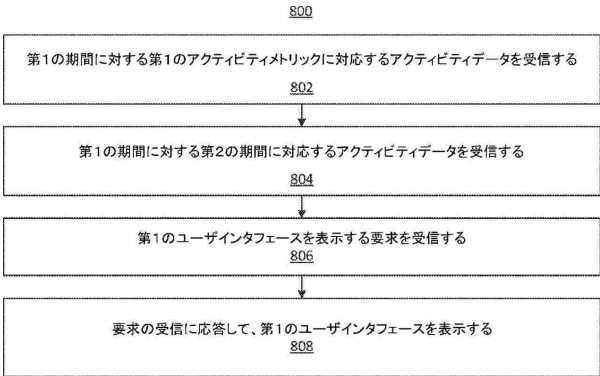 800
第1の期間に対する第1のアクティビティメトリックに対応するアクティビティデータを受信する
802
第1の期間に対する第2の期間に対応するアクティビティデータを受信する
804
第1のユーザインタフェースを表示する要求を受信する
806
要求の受信に応答して、第1のユーザインタフェースを表示する
808